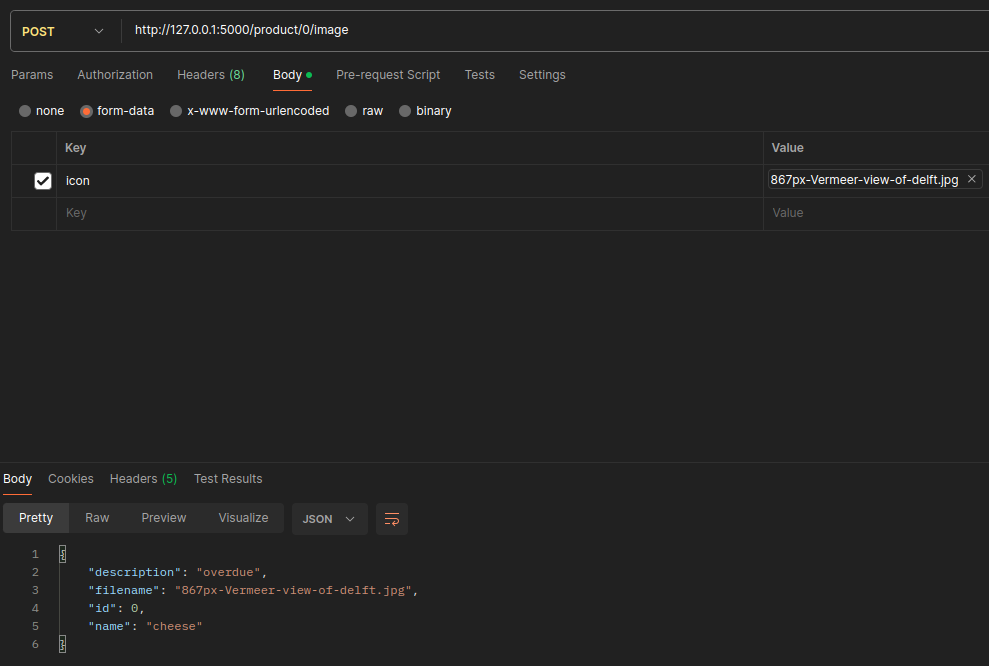 POST http://127.0.0.1:5000/product/0/image
Params Authorization Headers (8) Body Pre-request Script Tests Settings
none form-data x-www-form-urlencoded raw binary
Key Value
icon 867px-Vermeer-view-of-delft.jpg
Key Value
Body Cookies Headers (5) Test Results
Pretty Raw Preview Visualize JSON
1 {
2 "description": "overdue",
3 "filename": "867px-Vermeer-view-of-delft.jpg",
4 "id": 0,
5 "name": "cheese"
6 }